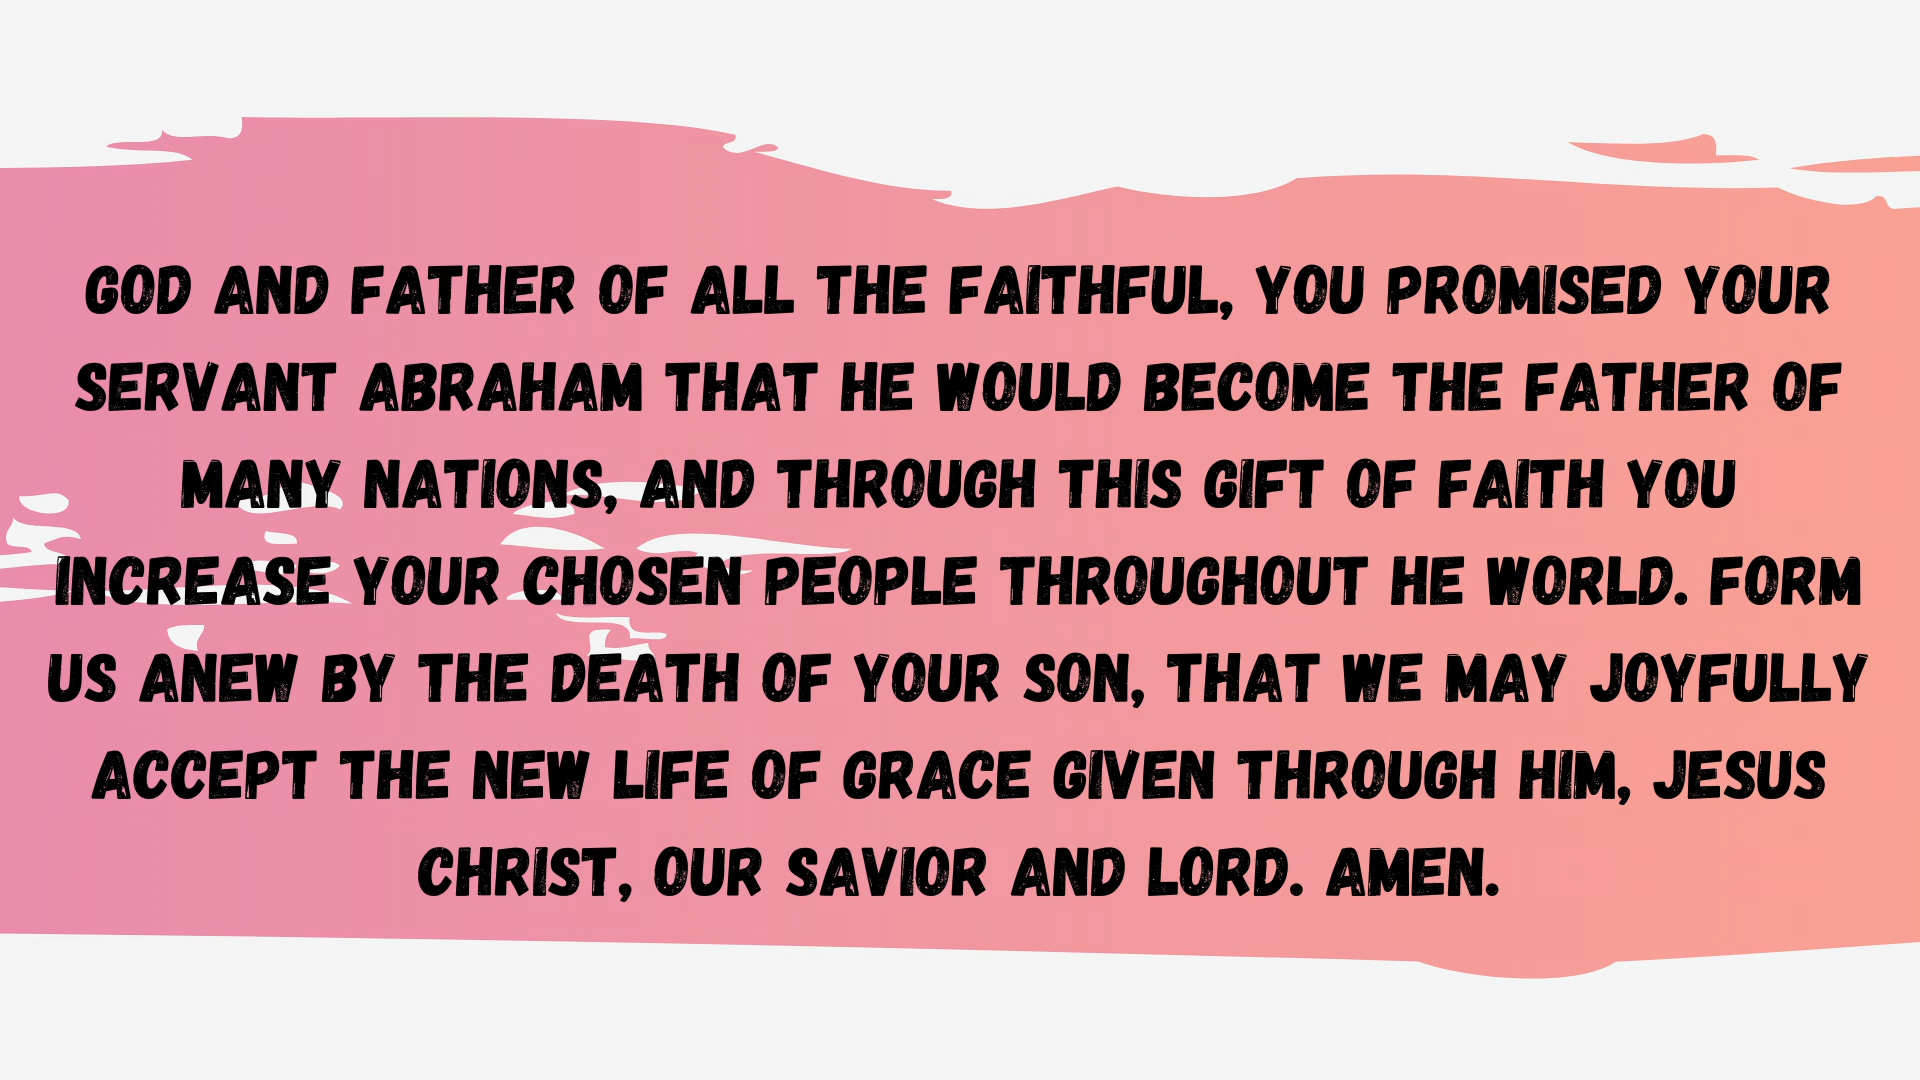 GOD AND FATHER OF ALL THE FAITHFUL, YOU PROMISED YOUR
SERVANT ABRAHAM THAT HE WOULD BECOME THE FATHER OF
MANY NATIONS, AND THROUGH THIS GIFT OF FAITH YOU
INCREASE YOUR CHOSEN PEOPLE THROUGHOUT HE WORLD. FORM
US ANEW BY THE DEATH OF YOUR SON, THAT WE MAY JOYFULLY
ACCEPT THE NEW LIFE OF GRACE GIVEN THROUGH HIM, JESUS
CHRIST, OUR SAVIOR AND LORD. AMEN.